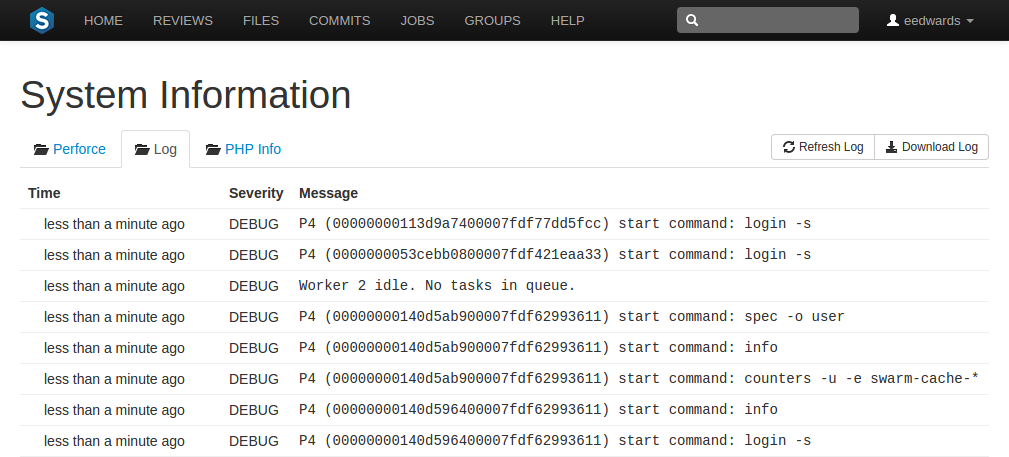 S HOME REVIEWS FILES COMMITS JOBS GROUPS HELP eedwards
System Information
Perforce Log PHP Info Refresh Log Download Log
Time Severity Message
less than a minute ago DEBUG P4 (00000000113d9a7400007fdf77dd5fcc) start command: login -s
less than a minute ago DEBUG P4 (0000000053cebb0800007fdf421eaa33) start command: login -s
less than a minute ago DEBUG Worker 2 idle. No tasks in queue.
less than a minute ago DEBUG P4 (00000000140d5ab900007fdf62993611) start command: spec -o user
less than a minute ago DEBUG P4 (00000000140d5ab900007fdf62993611) start command: info
less than a minute ago DEBUG P4 (00000000140d5ab900007fdf62993611) start command: counters -u -e swarm-cache-*
less than a minute ago DEBUG P4 (00000000140d596400007fdf62993611) start command: info
less than a minute ago DEBUG P4 (00000000140d596400007fdf62993611) start command: login -s